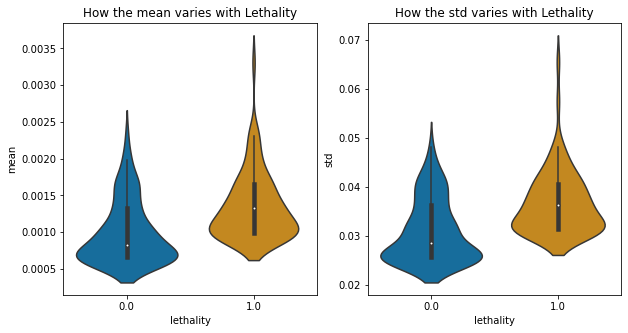 How the mean varies with Lethality
mean
0.0035
0.0030
0.0025
0.0020
0.0015
0.0010
0.0005
0.0
1.0
lethality
How the std varies with Lethality
std
0.07
0.06
0.05
0.04
0.03
0.02
0.0
1.0
lethality